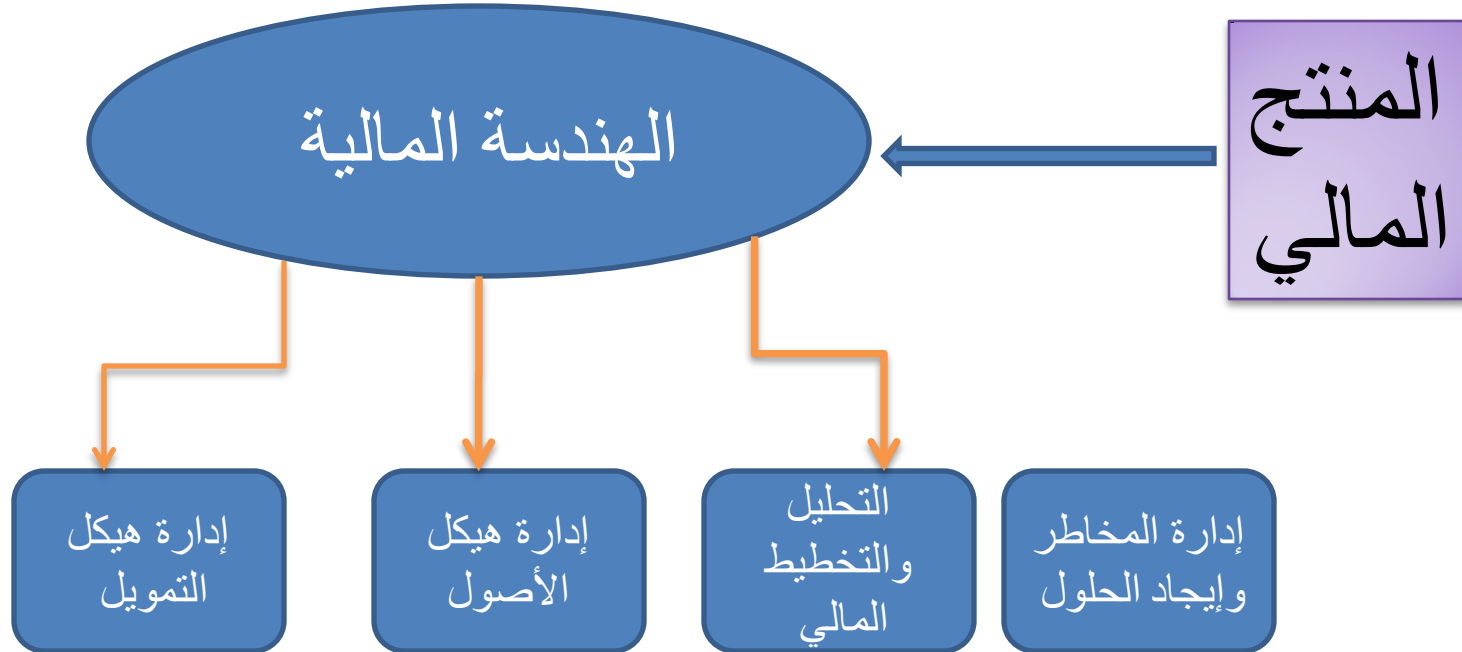 المنتج
المالي
الهندسة المالية
إدارة المخاطر
وإيجاد الحلول
التحليل
والتخطيط
المالي
إدارة هيكل
الأصول
إدارة هيكل
التمويل